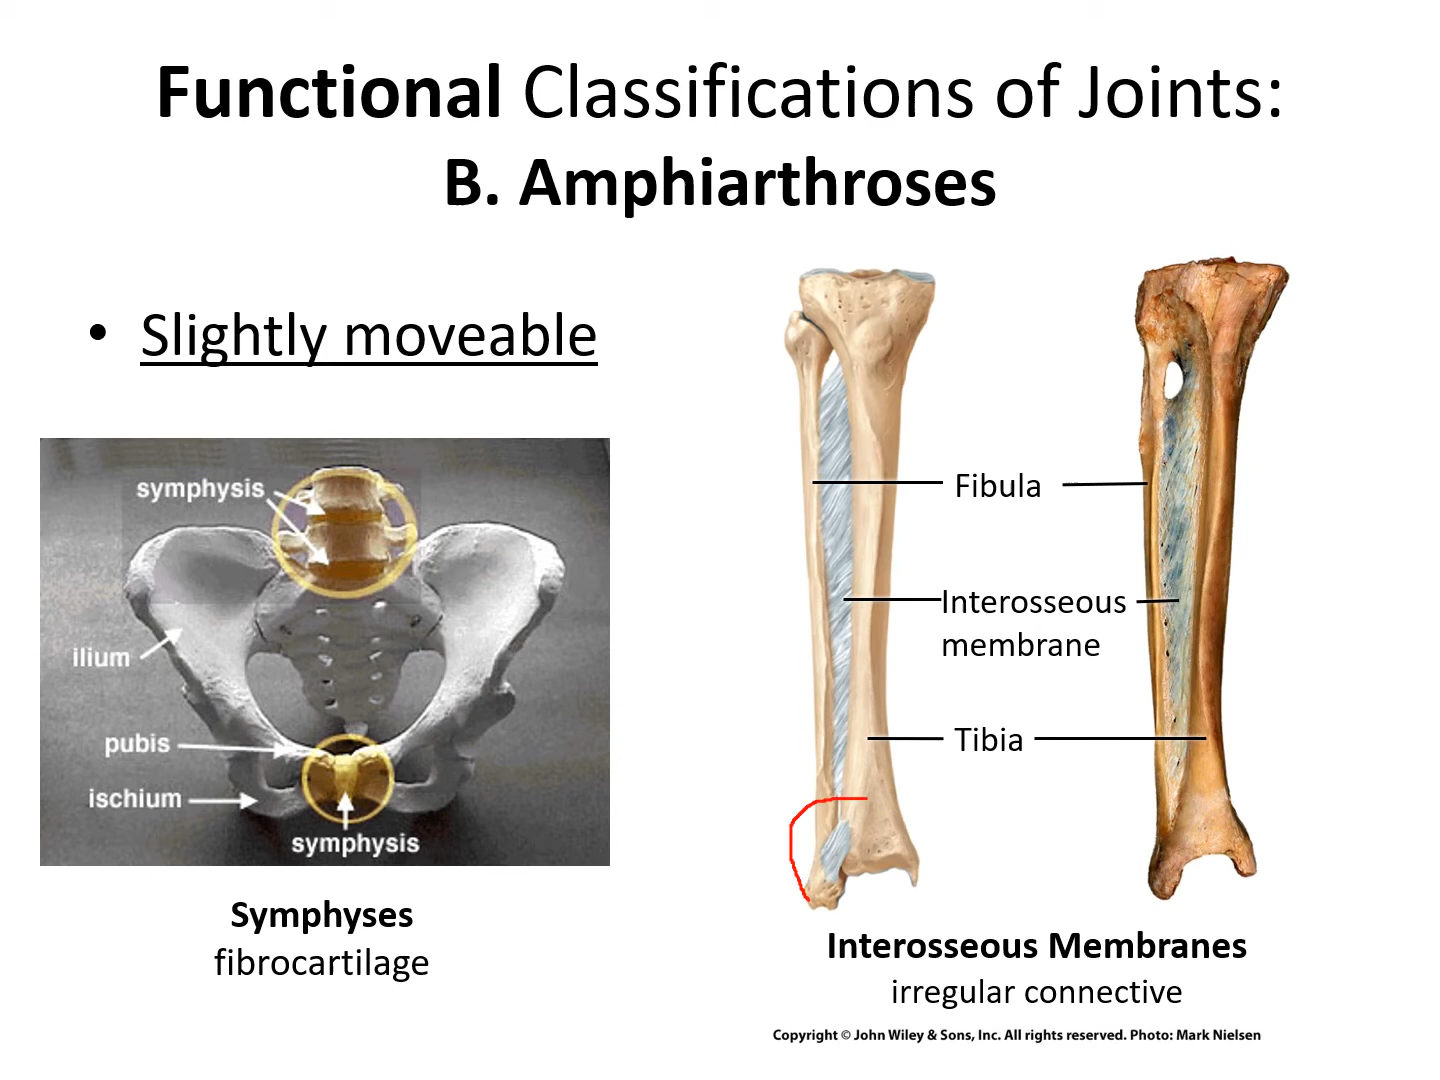 Functional Classifications of Joints:
B. Amphiarthroses
• Slightly moveable
symphysis
ilium
pubis
ischium
symphysis
Symphyses
fibrocartilage
Fibula
Interosseous
membrane
Tibia
Interosseous Membranes
irregular connective
Copyright © John Wiley & Sons, Inc. All rights reserved. Photo: Mark Nielsen